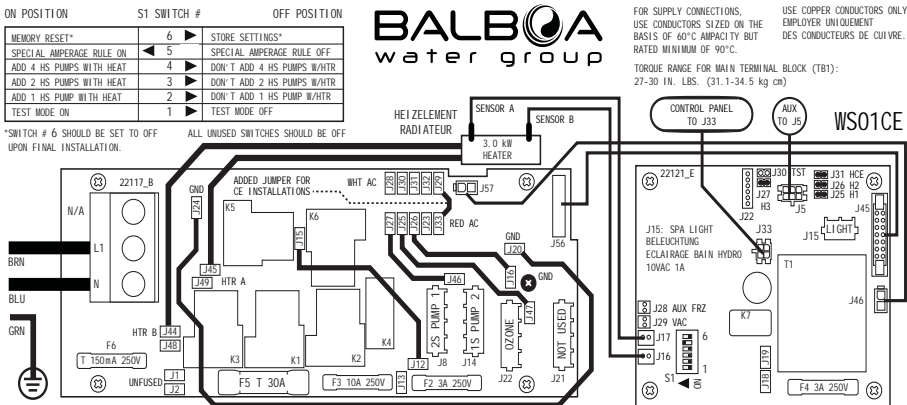 ON POSITION S1 SWITCH # OFF POSITION
MEMORY RESET* 6 ▶ STORE SETTINGS*
SPECIAL AMPERAGE RULE ON ◀ 5 SPECIAL AMPERAGE RULE OFF
ADD 4 HS PUMPS WITH HEAT 4 ▶ DON'T ADD 4 HS PUMPS W/HTR
ADD 2 HS PUMPS WITH HEAT 3 ▶ DON'T ADD 2 HS PUMPS W/HTR
ADD 1 HS PUMP WITH HEAT 2 ▶ DON'T ADD 1 HS PUMP W/HTR
TEST MODE ON 1 ▶ TEST MODE OFF
*SWITCH # 6 SHOULD BE SET TO OFF
UPON FINAL INSTALLATION.
ALL UNUSED SWITCHES SHOULD BE OFF
BALBOA
water group
FOR SUPPLY CONNECTIONS,
USE CONDUCTORS SIZED ON THE
BASIS OF 60°C AMPACITY BUT
RATED MINIMUM OF 90°C.
USE COPPER CONDUCTORS ONLY
EMPLOYER UNIQUEMENT
DES CONDUCTEURS DE CUIVRE.
TORQUE RANGE FOR MAIN TERMINAL BLOCK (TB1):
27-30 IN. LBS. (31.1-34.5 kg cm)
HEIZELEMENT
RADIATEUR
SENSOR A
SENSOR B
3.0 kW
HEATER
CONTROL PANEL
TO J33
AUX
TO J5
WS01CE
22117_B
N/A
L1
N
BRN
BLU
GRN
GND
J24
ADDED JUMPER FOR
CE INSTALLATIONS
WHT AC
J28
J30
J31
J32
J29
J57
K5
K6
J15
J27
J25
J26
J23
J33
RED AC
GND
J20
J56
J45
J49
HTR A
J46
J16
GND
J47
HTR B
J44
J48
F6
T 150mA 250V
UNFUSED
J1
J2
K3
K1
K2
K4
F5 T 30A
F3 10A 250V
J13
J12
F2 3A 250V
2S PUMP 1
J8
1S PUMP 2
J14
OZONE
J22
NOT USED
J21
22121_E
J30 TST
J27
H3
J22
J5
J31 HCE
J26 H2
J25 H1
J45
J15: SPA LIGHT
BELEUCHTUNG
ECLAIRAGE BAIN HYDRO
10VAC 1A
J33
J15
LIGHT
T1
J46
J28 AUX FRZ
J29 VAC
J17
J16
K7
6
1
S1
ON
J19
J18
F4 3A 250V